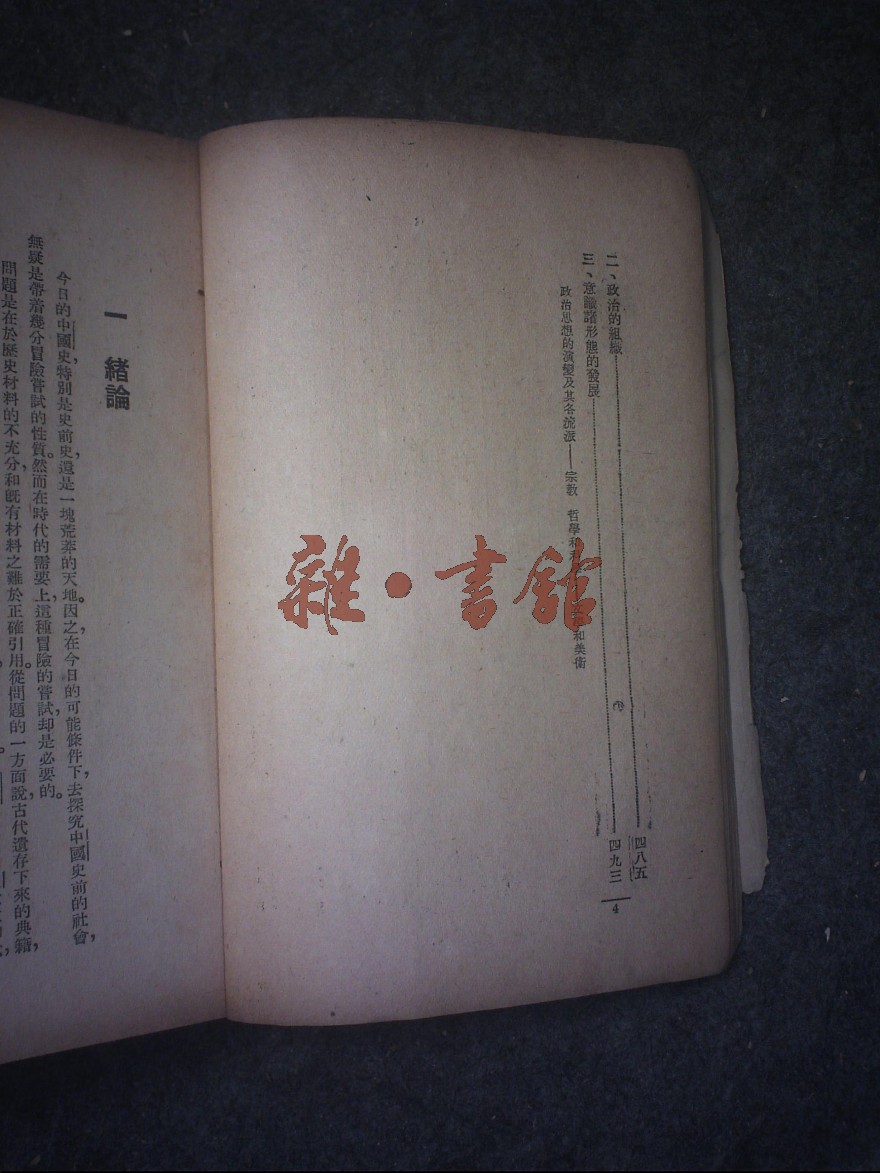 二、政治的組織 四八五
三、意識諸形態的發展 四九三
政治思想的演變及其各流派——宗教 哲學和 和美術
4
雜·書館
一 緒論
今日的中國史，特別是史前史，還是一塊荒莽的天地。因之，在今日的可能條件下，去探究中國史前的社會，
無疑是帶着幾分冒險嘗試的性質。然而在時代的需要上，這種冒險的嘗試却是必要的。
問題是在於歷史材料的不充分，和既有材料之難於正確引用。從問題的一方面說，古代遺存下來的典籍，